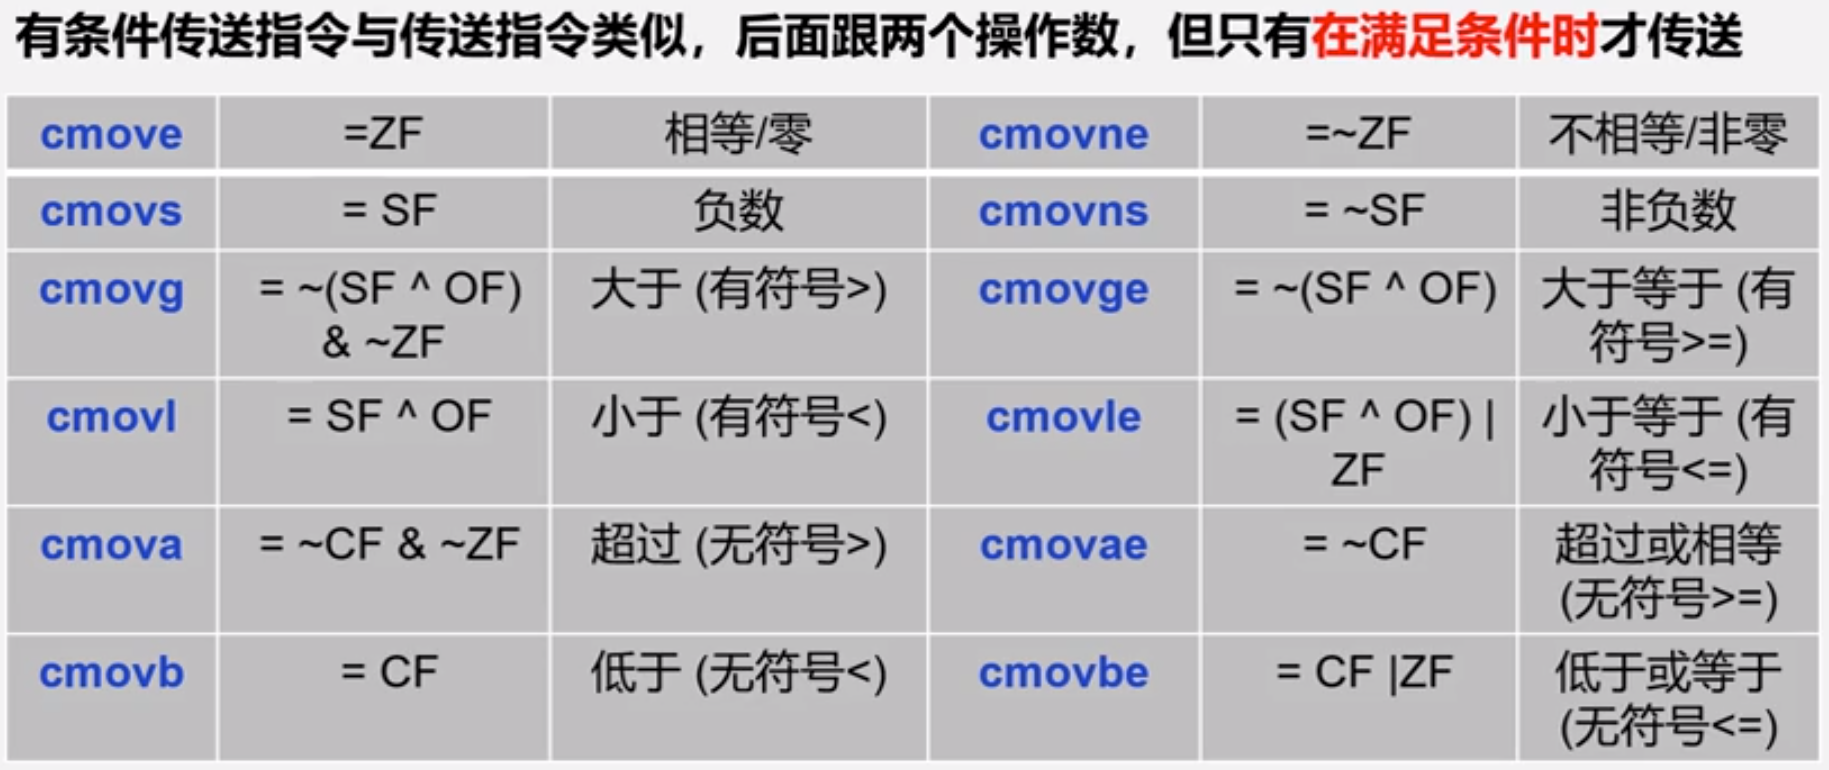 有条件传送指令与传送指令类似，后面跟两个操作数，但只有在满足条件时才传送
cmove =ZF 相等/零 cmovne =~ZF 不相等/非零
cmovs = SF 负数 cmovns = ~SF 非负数
cmovg = ~(SF ^ OF) 大于 (有符号>) cmovge = ~(SF ^ OF) 大于等于 (有
& ~ZF 符号>=)
cmovl = SF ^ OF 小于 (有符号<) cmovle = (SF ^ OF) | 小于等于 (有
ZF 符号<=)
cmova = ~CF & ~ZF 超过 (无符号>) cmovae = ~CF 超过或相等
(无符号>=)
cmovb = CF 低于 (无符号<) cmovbe = CF |ZF 低于或等于
(无符号<=)